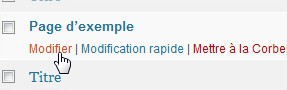 Page d’exemple
Modifier | Modification rapide | Mettre à la Corbe
Titre